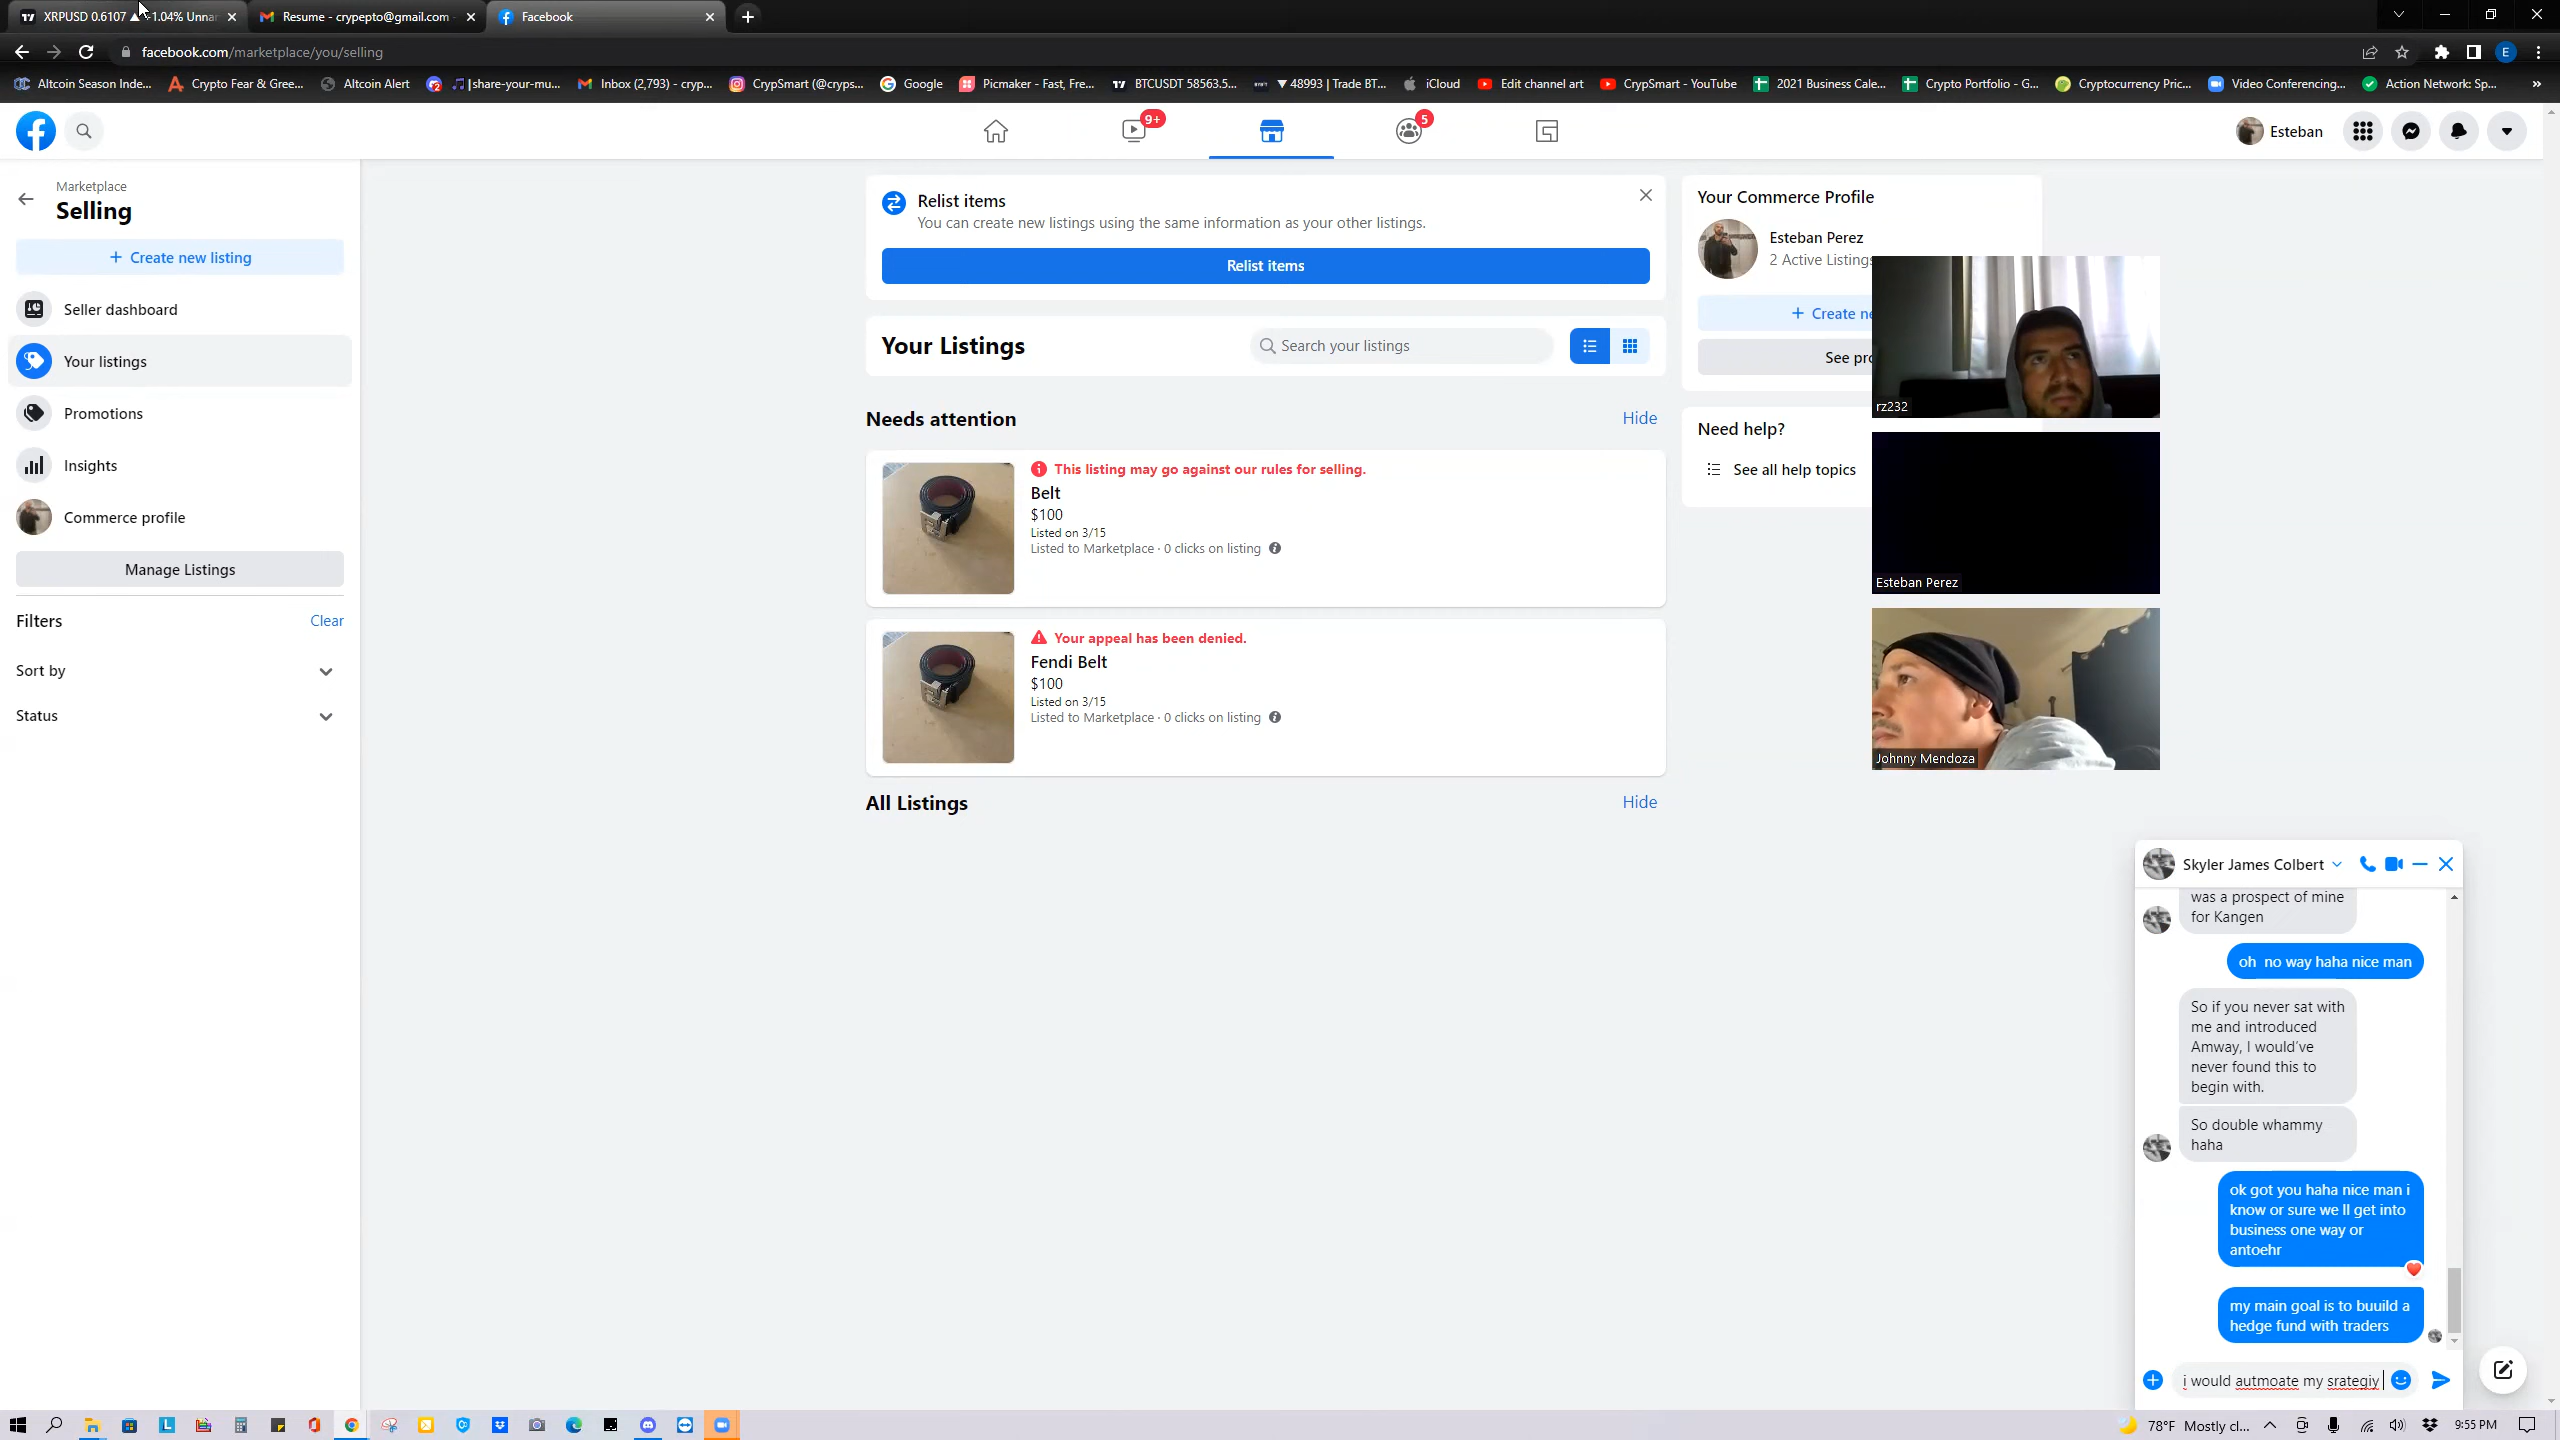 XRPUSD 0.6107 ▲ +1.04% Unnar
Resume - crypepto@gmail.com -
Facebook
facebook.com/marketplace/you/selling
E
Altcoin Season Inde...
Crypto Fear & Gree...
Altcoin Alert
|share-your-mu...
Inbox (2,793) - cryp...
CrypSmart (@cryps...
Google
Picmaker - Fast, Fre...
BTCUSDT 58563.5...
▼ 48993 | Trade BT...
iCloud
Edit channel art
CrypSmart - YouTube
2021 Business Cale...
Crypto Portfolio - G...
Cryptocurrency Pric...
Video Conferencing...
Action Network: Sp...
»
9+
5
Esteban
Marketplace
Selling
+ Create new listing
Seller dashboard
Your listings
Promotions
Insights
Commerce profile
Manage Listings
Filters
Clear
Sort by
Status
Relist items
You can create new listings using the same information as your other listings.
Relist items
Your Listings
Search your listings
Needs attention
Hide
This listing may go against our rules for selling.
Belt
$100
Listed on 3/15
Listed to Marketplace · 0 clicks on listing
Your appeal has been denied.
Fendi Belt
$100
Listed on 3/15
Listed to Marketplace · 0 clicks on listing
All Listings
Hide
Your Commerce Profile
Esteban Perez
2 Active Listings
+ Create ne
See pro
Need help?
See all help topics
rz232
Esteban Perez
Johnny Mendoza
Skyler James Colbert
was a prospect of mine
for Kangen
oh no way haha nice man
So if you never sat with
me and introduced
Amway, I would've
never found this to
begin with.
So double whammy
haha
ok got you haha nice man i
know or sure we ll get into
business one way or
antoehr
my main goal is to buuild a
hedge fund with traders
i would autmoate my srategiy
78°F Mostly cl...
9:55 PM